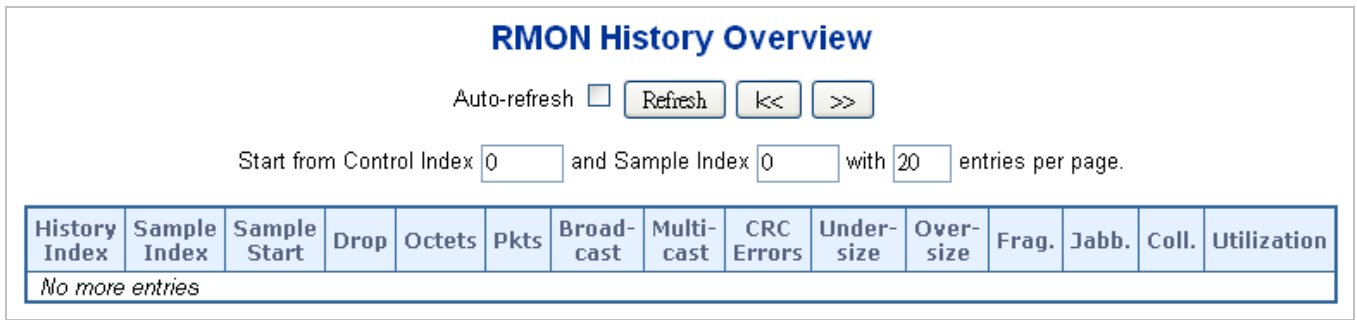 RMON History Overview
Auto-refresh Refresh k<< >>
Start from Control Index 0 and Sample Index 0 with 20 entries per page.
History Index Sample Index Sample Start Drop Octets Pkts Broad-cast Multi-cast CRC Errors Under-size Over-size Frag. Jabb. Coll. Utilization
No more entries